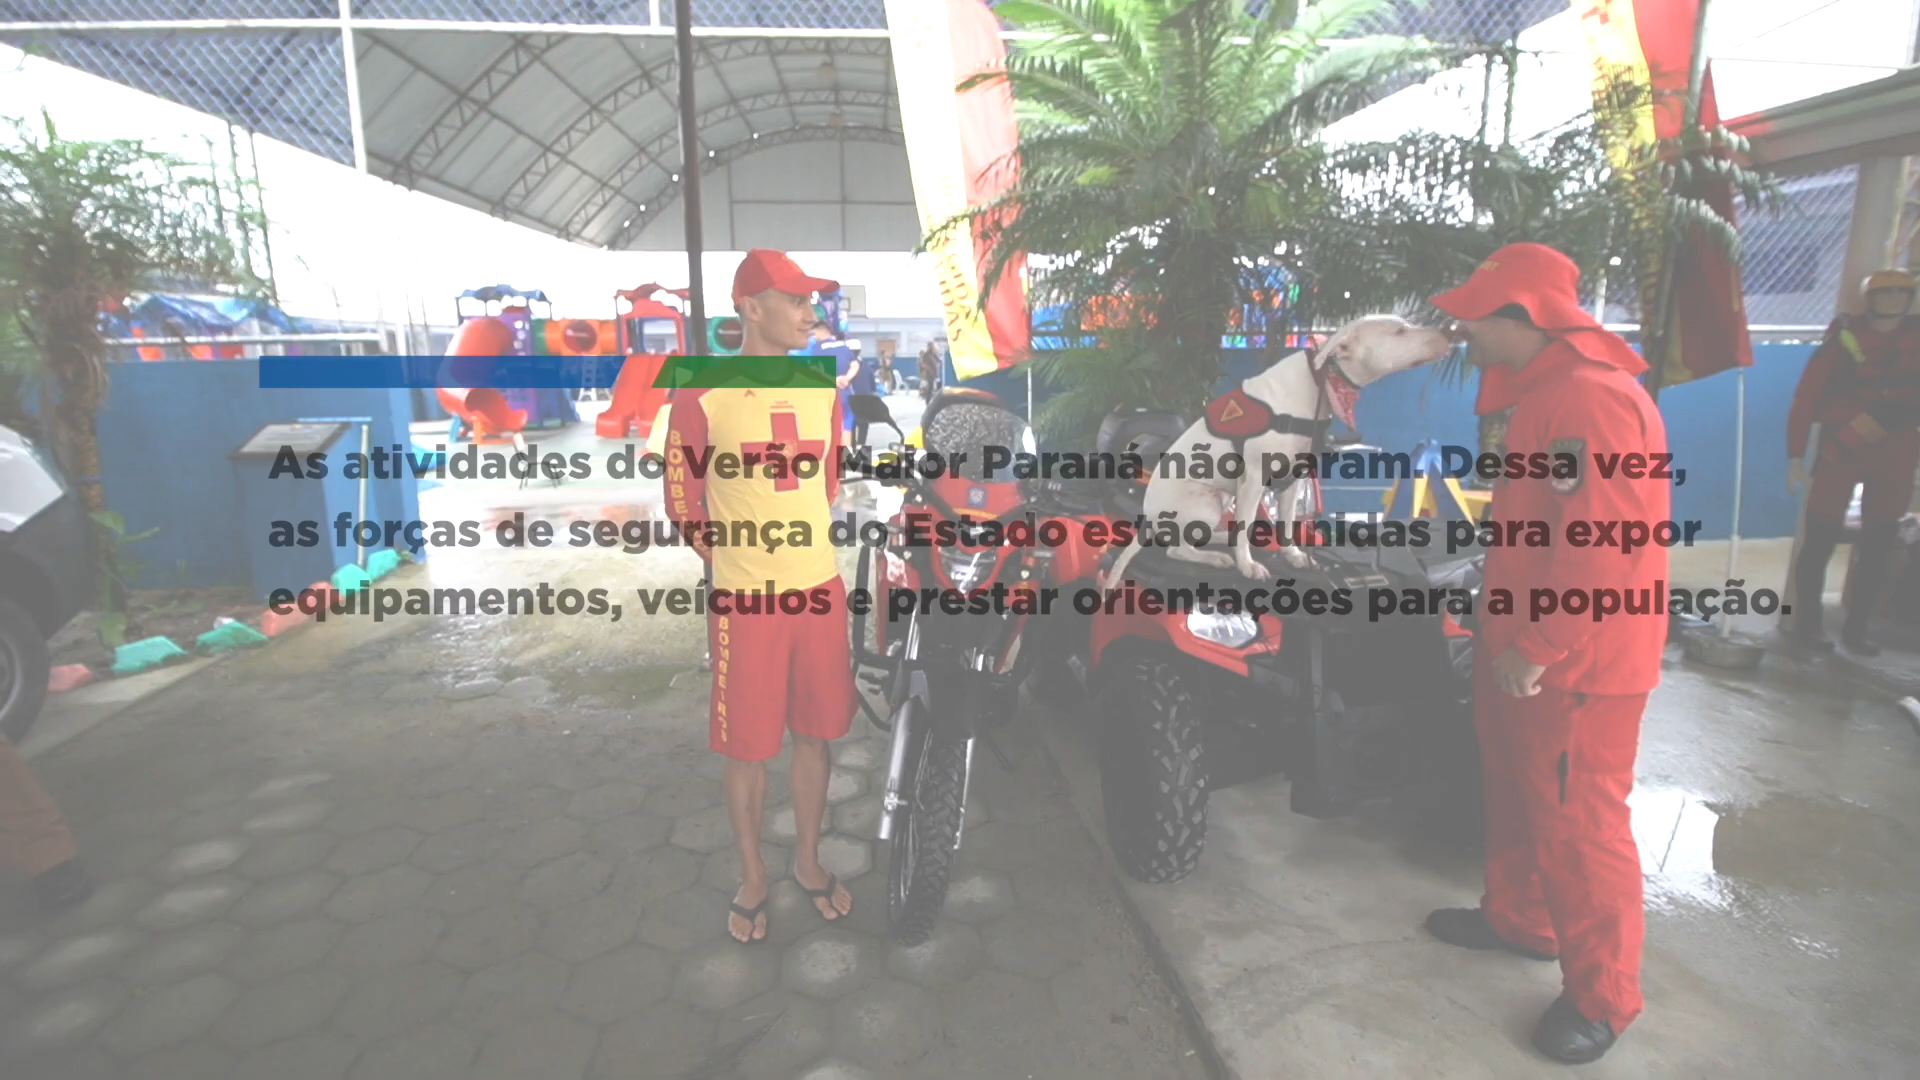 As atividades do Verão Maior Paraná não param. Dessa vez,
as forças de segurança do Estado estão reunidas para expor
equipamentos, veículos e prestar orientações para a população.
BOMBE
BOMBEIROS